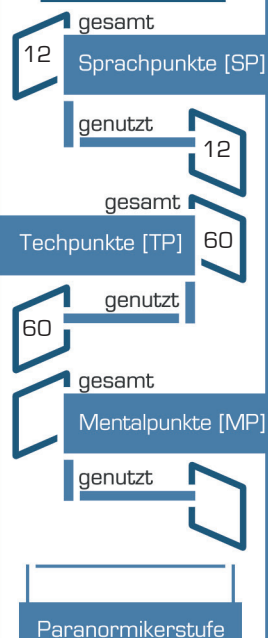 gesamt
12
Sprachpunkte [SP]
genutzt
12
gesamt
Techpunkte [TP]
60
genutzt
60
gesamt
Mentalpunkte [MP]
genutzt
Paranormikerstufe